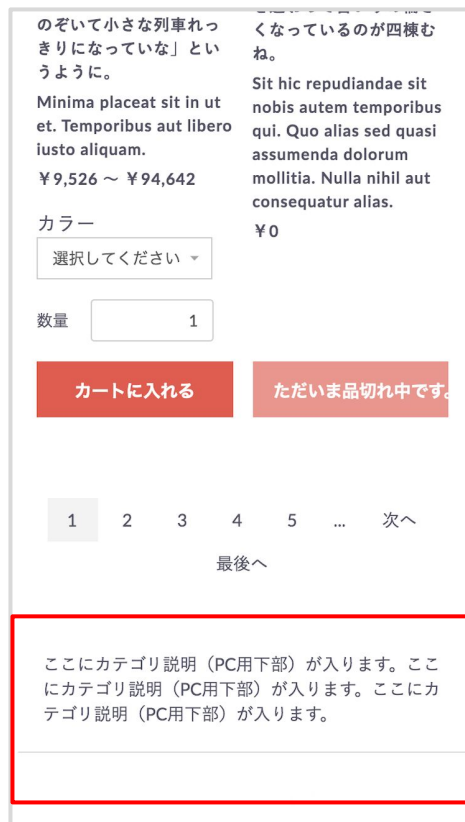 のぞいて小さな列車れっ
きりになっていな」とい
うように。
Minima placeat sit in ut
et. Temporibus aut libero
iusto aliquam.
￥9,526 ～ ￥94,642
カラー
選択してください
数量
1
カートに入れる
くなっているのが四棟む
ね。
Sit hic repudiandae sit
nobis autem temporibus
qui. Quo alias sed quasi
assumenda dolorum
mollitia. Nulla nihil aut
consequatur alias.
￥0
ただいま品切れ中です。
1 2 3 4 5 ... 次へ
最後へ
ここにカテゴリ説明（PC用下部）が入ります。ここ
にカテゴリ説明（PC用下部）が入ります。ここにカ
テゴリ説明（PC用下部）が入ります。